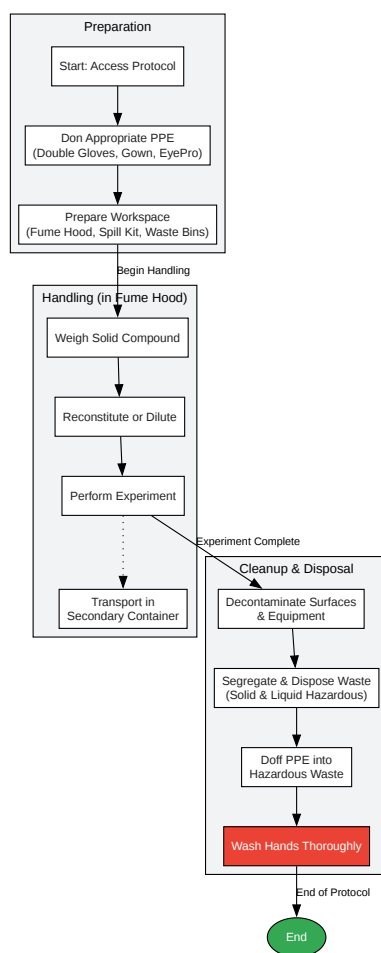 Preparation
Start: Access Protocol
Don Appropriate PPE
(Double Gloves, Gown, EyePro)
Prepare Workspace
(Fume Hood, Spill Kit, Waste Bins)
Begin Handling
Handling (in Fume Hood)
Weigh Solid Compound
Reconstitute or Dilute
Perform Experiment
Experiment Complete
Transport in
Secondary Container
Cleanup & Disposal
Decontaminate Surfaces
& Equipment
Segregate & Dispose Waste
(Solid & Liquid Hazardous)
Doff PPE into
Hazardous Waste
Wash Hands Thoroughly
End of Protocol
End